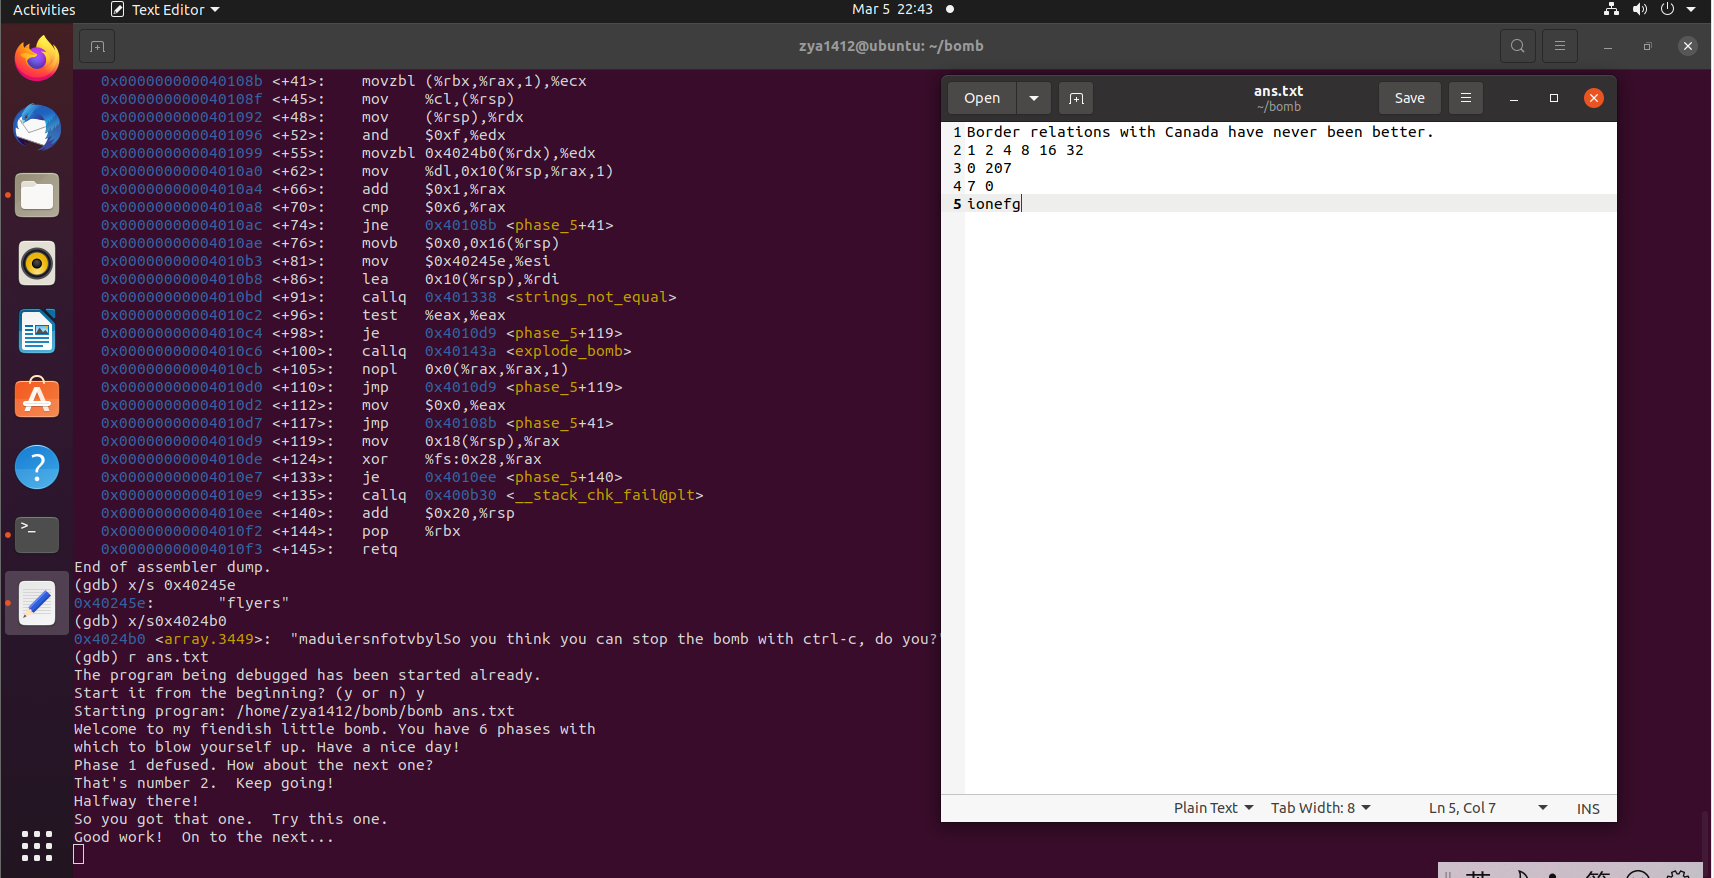 Activities Text Editor Mar 5 22:43
zya1412@ubuntu: ~/bomb
0x000000000040108b <+41>: movzbl (%rbx,%rax,1),%ecx
0x000000000040108f <+45>: mov %cl,(%rsp)
0x0000000000401092 <+48>: mov (%rsp),%rdx
0x0000000000401096 <+52>: and $0xf,%edx
0x0000000000401099 <+55>: movzbl 0x4024b0(%rdx),%edx
0x00000000004010a0 <+62>: mov %dl,0x10(%rsp,%rax,1)
0x00000000004010a4 <+66>: add $0x1,%rax
0x00000000004010a8 <+70>: cmp $0x6,%rax
0x00000000004010ac <+74>: jne 0x40108b <phase_5+41>
0x00000000004010ae <+76>: movb $0x0,0x16(%rsp)
0x00000000004010b3 <+81>: mov $0x40245e,%esi
0x00000000004010b8 <+86>: lea 0x10(%rsp),%rdi
0x00000000004010bd <+91>: callq 0x401338 <strings_not_equal>
0x00000000004010c2 <+96>: test %eax,%eax
0x00000000004010c4 <+98>: je 0x4010d9 <phase_5+119>
0x00000000004010c6 <+100>: callq 0x40143a <explode_bomb>
0x00000000004010cb <+105>: nopl 0x0(%rax,%rax,1)
0x00000000004010d0 <+110>: jmp 0x4010d9 <phase_5+119>
0x00000000004010d2 <+112>: mov $0x0,%eax
0x00000000004010d7 <+117>: jmp 0x40108b <phase_5+41>
0x00000000004010d9 <+119>: mov 0x18(%rsp),%rax
0x00000000004010de <+124>: xor %fs:0x28,%rax
0x00000000004010e7 <+133>: je 0x4010ee <phase_5+140>
0x00000000004010e9 <+135>: callq 0x400b30 <__stack_chk_fail@plt>
0x00000000004010ee <+140>: add $0x20,%rsp
0x00000000004010f2 <+144>: pop %rbx
0x00000000004010f3 <+145>: retq
End of assembler dump.
(gdb) x/s 0x40245e
0x40245e: "flyers"
(gdb) x/s0x4024b0
0x4024b0 <array.3449>: "maduiersnfotvbylSo you think you can stop the bomb with ctrl-c, do you?"
(gdb) r ans.txt
The program being debugged has been started already.
Start it from the beginning? (y or n) y
Starting program: /home/zya1412/bomb/bomb ans.txt
Welcome to my fiendish little bomb. You have 6 phases with
which to blow yourself up. Have a nice day!
Phase 1 defused. How about the next one?
That's number 2.  Keep going!
Halfway there!
So you got that one.  Try this one.
Good work!  On to the next...
Open ans.txt Save
~/bomb
1 Border relations with Canada have never been better.
2 1 2 4 8 16 32
3 0 207
4 7 0
5 ionefg
Plain Text Tab Width: 8 Ln 5, Col 7 INS